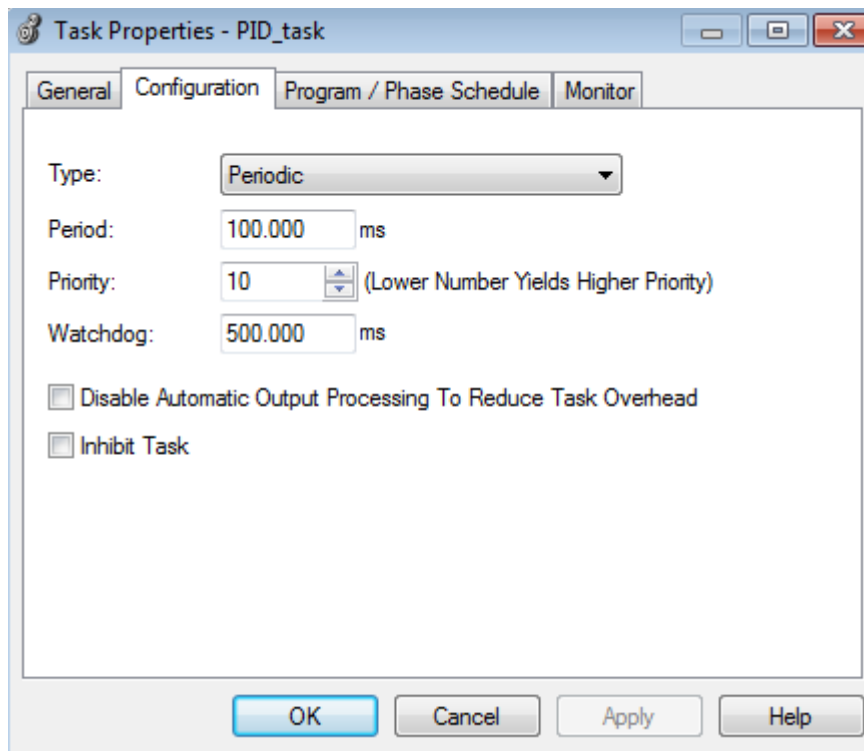 Task Properties - PID_task
General Configuration Program / Phase Schedule Monitor
Type: Periodic
Period: 100.000 ms
Priority: 10 (Lower Number Yields Higher Priority)
Watchdog: 500.000 ms
Disable Automatic Output Processing To Reduce Task Overhead
Inhibit Task
OK Cancel Apply Help